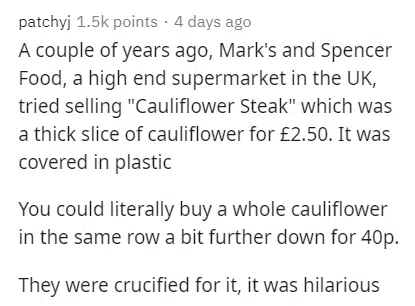 patchyj 1.5k points · 4 days ago
A couple of years ago, Mark's and Spencer
Food, a high end supermarket in the UK,
tried selling "Cauliflower Steak" which was
a thick slice of cauliflower for £2.50. It was
covered in plastic
You could literally buy a whole cauliflower
in the same row a bit further down for 40p.
They were crucified for it, it was hilarious